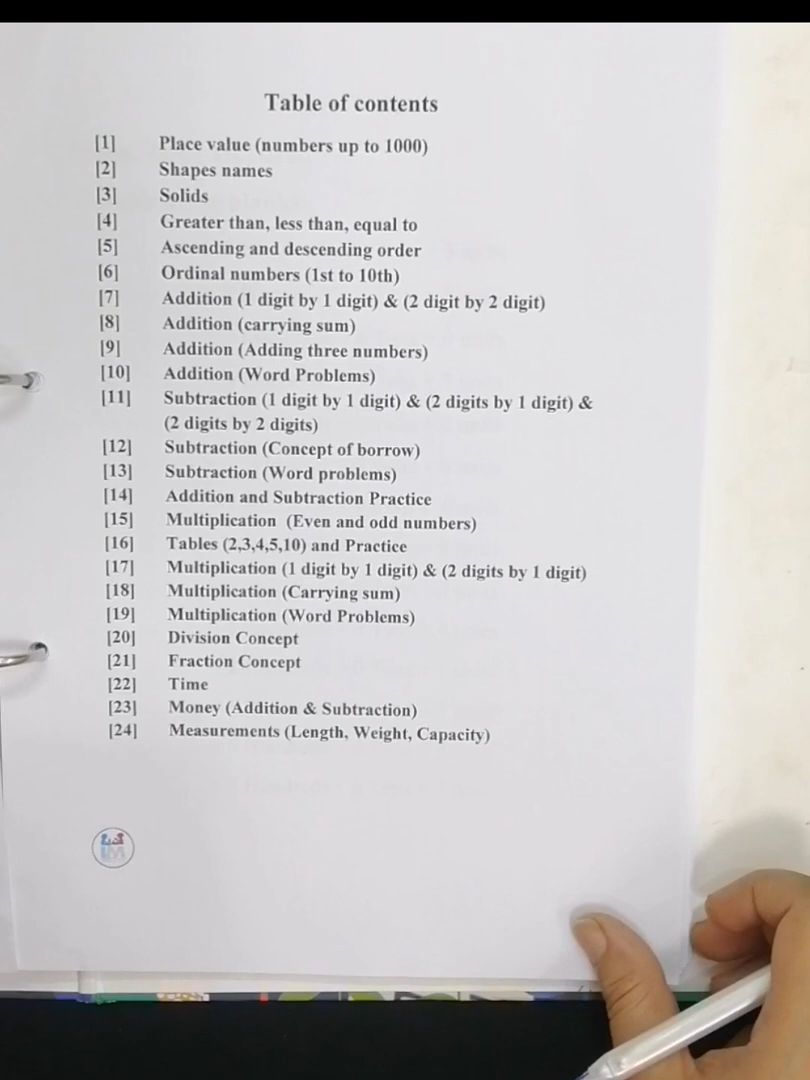 Table of contents
[1] Place value (numbers up to 1000)
[2] Shapes names
[3] Solids
[4] Greater than, less than, equal to
[5] Ascending and descending order
[6] Ordinal numbers (1st to 10th)
[7] Addition (1 digit by 1 digit) & (2 digit by 2 digit)
[8] Addition (carrying sum)
[9] Addition (Adding three numbers)
[10] Addition (Word Problems)
[11] Subtraction (1 digit by 1 digit) & (2 digits by 1 digit) &
(2 digits by 2 digits)
[12] Subtraction (Concept of borrow)
[13] Subtraction (Word problems)
[14] Addition and Subtraction Practice
[15] Multiplication (Even and odd numbers)
[16] Tables (2,3,4,5,10) and Practice
[17] Multiplication (1 digit by 1 digit) & (2 digits by 1 digit)
[18] Multiplication (Carrying sum)
[19] Multiplication (Word Problems)
[20] Division Concept
[21] Fraction Concept
[22] Time
[23] Money (Addition & Subtraction)
[24] Measurements (Length, Weight, Capacity)